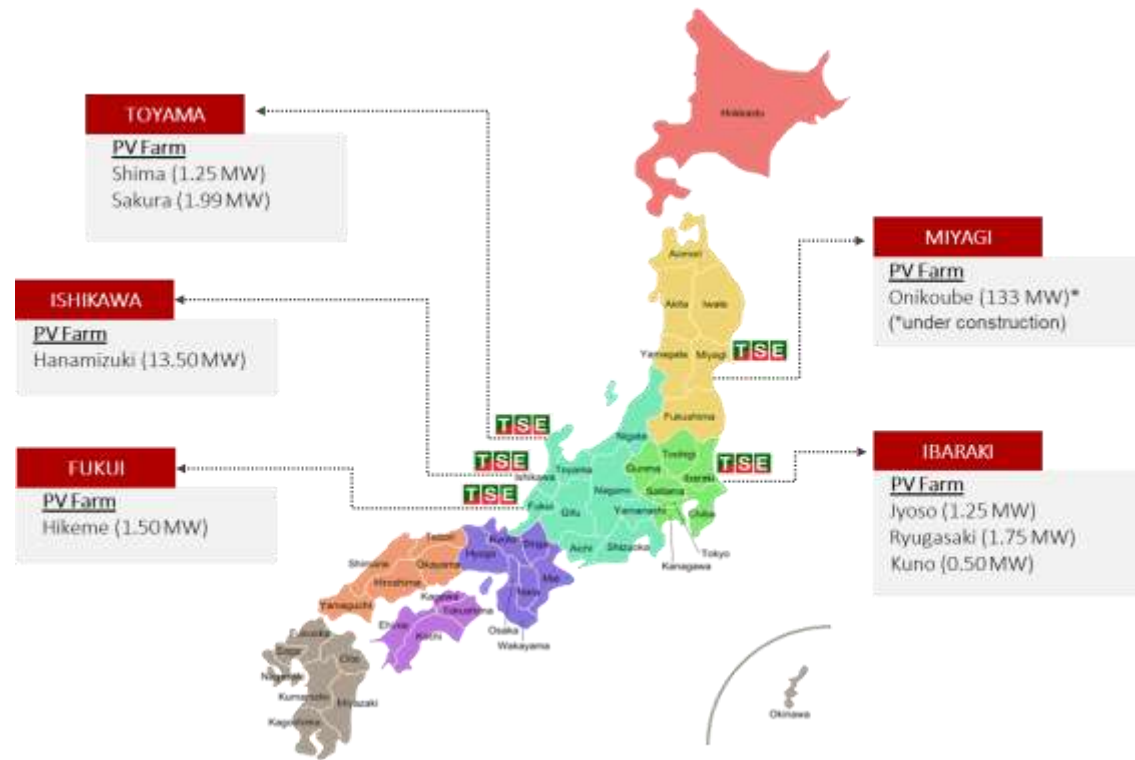 TOYAMA
PV Farm
Shima (1.25 MW)
Sakura (1.99 MW)
ISHIKAWA
PV Farm
Hanamizuki (13.50 MW)
FUKUI
PV Farm
Hikeme (1.50 MW)
MIYAGI
PV Farm
Onikoube (133 MW)*
(*under construction)
IBARAKI
PV Farm
Jyoso (1.25 MW)
Ryugasaki (1.75 MW)
Kuno (0.50 MW)
Hokkaido
Aomori
Akita
Iwate
Yamagata
Miyagi
TSE
Fukushima
TSE
Niigata
Tochigi
TSE
Gunma
Ibaraki
TSE
Ishikawa
Toyama
Nagano
Saitama
TSE
Fukui
Gifu
Yamanashi
Chiba
Aichi
Shizuoka
Tokyo
Kanagawa
Tottori
Kyoto
Shiga
Shimane
Okayama
Hyogo
Mie
Hiroshima
Nara
Yamaguchi
Kagawa
Tokushima
Ehime
Kochi
Osaka
Wakayama
Fukuoka
Saga
Oita
Nagasaki
Kumamoto
Miyazaki
Kagoshima
Okinawa